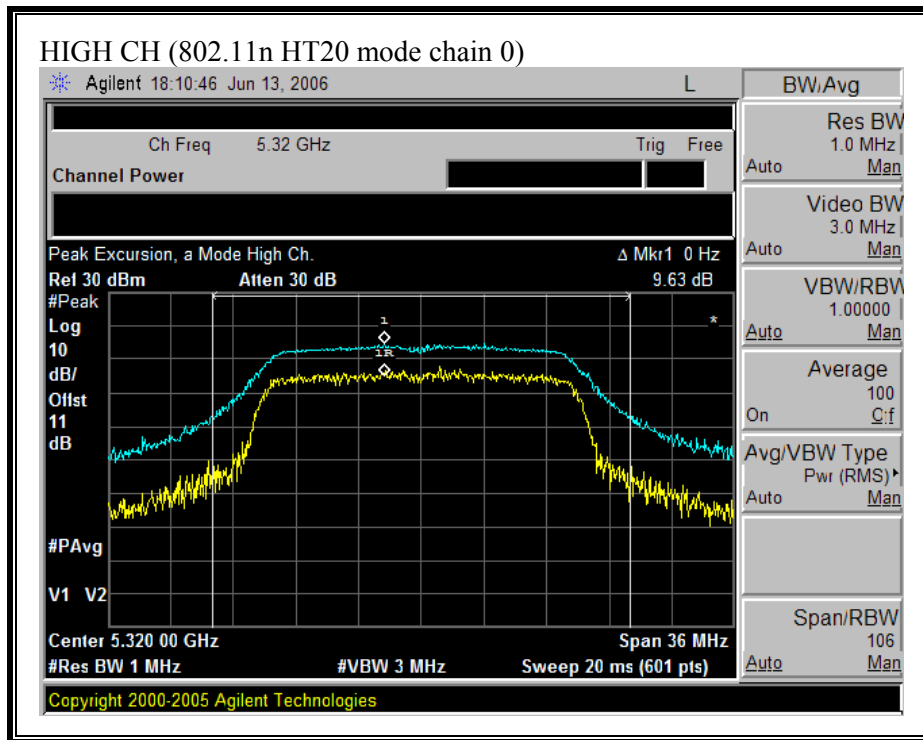 HIGH CH (802.11n HT20 mode chain 0)
Agilent 18:10:46 Jun 13, 2006 L
BW/Avg
Ch Freq 5.32 GHz Trig Free
Channel Power
Res BW
1.0 MHz
Auto Man
Video BW
3.0 MHz
Auto Man
Peak Excursion, a Mode High Ch. Δ Mkr1 0 Hz
Ref 30 dBm Atten 30 dB 9.63 dB
#Peak
Log
10
dB/
Offst
11
dB
1
1R
*
VBW/RBW
1.00000
Auto Man
Average
100
On Off
Avg/VBW Type
Pwr (RMS)
Auto Man
#PAvg
V1 V2
Center 5.320 00 GHz Span 36 MHz
#Res BW 1 MHz #VBW 3 MHz Sweep 20 ms (601 pts)
Span/RBW
106
Auto Man
Copyright 2000-2005 Agilent Technologies